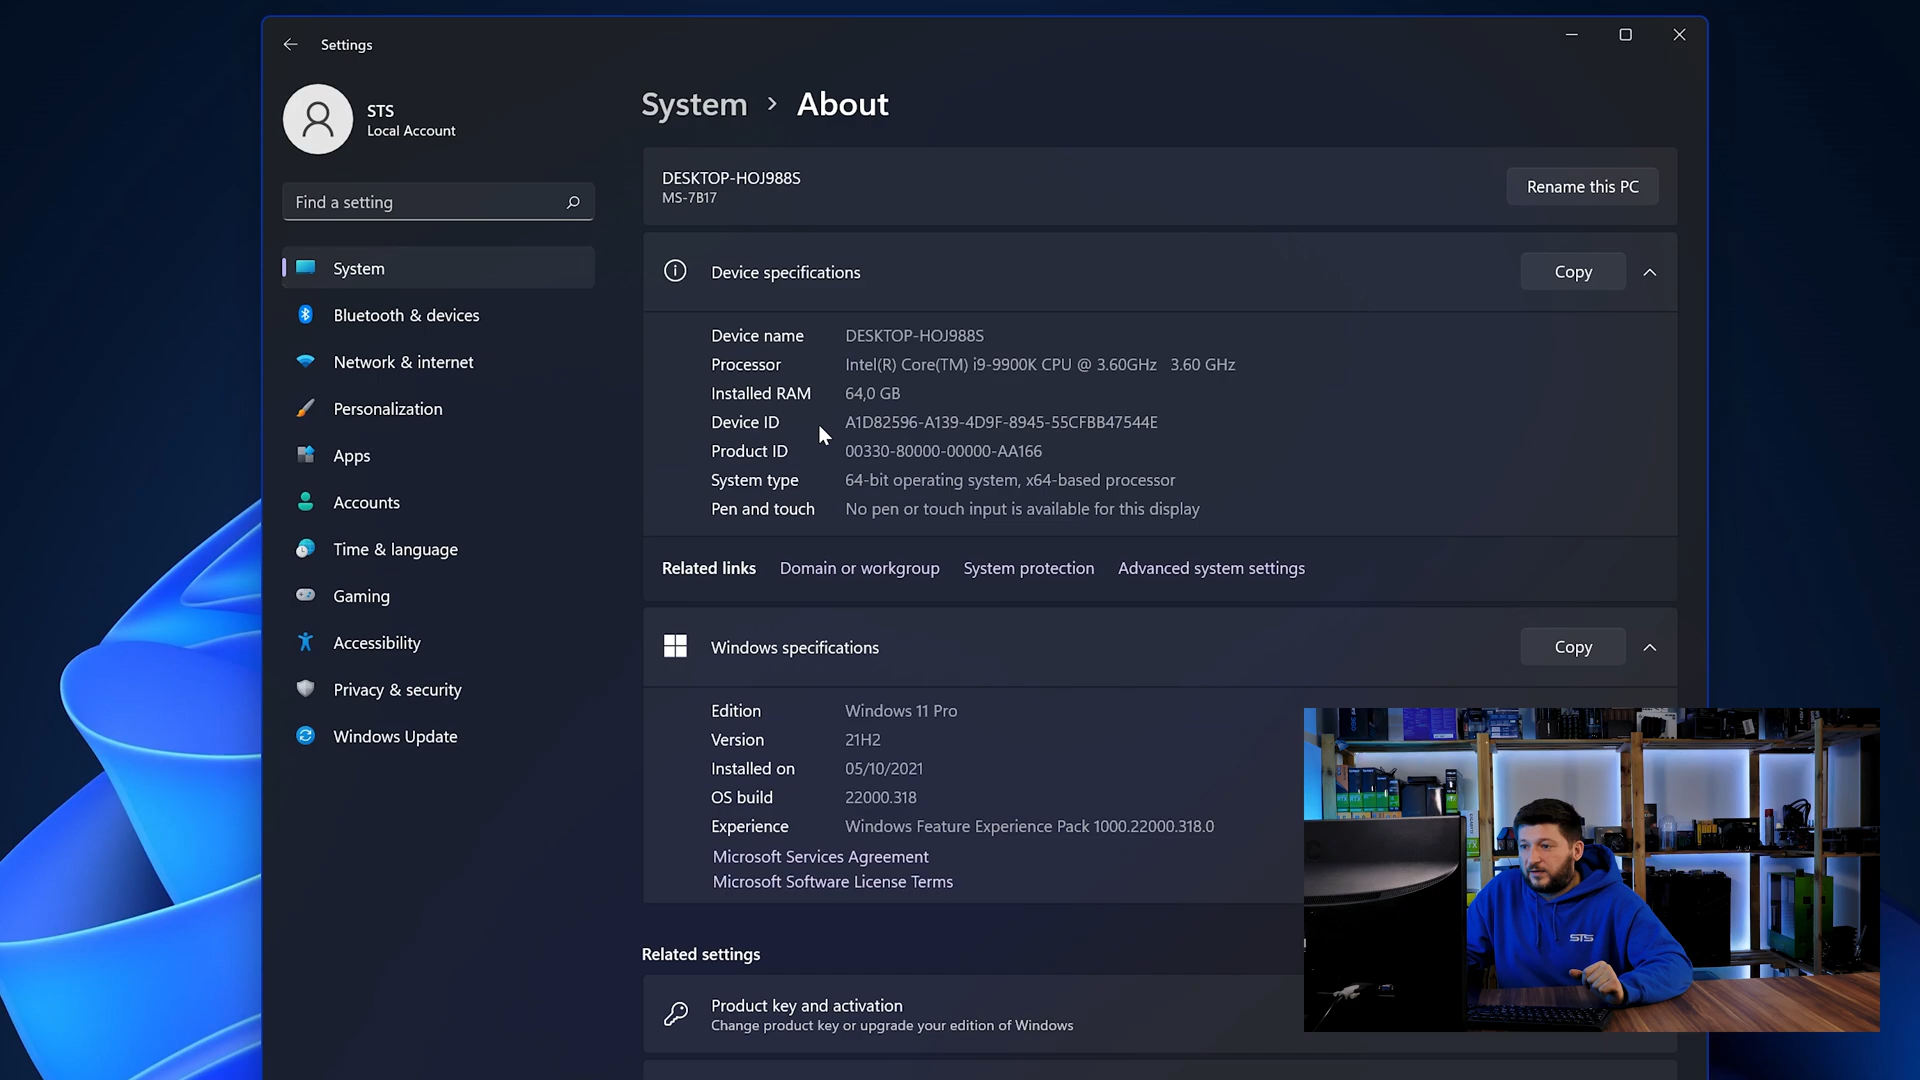 Settings
STS
Local Account
Find a setting
System
Bluetooth & devices
Network & internet
Personalization
Apps
Accounts
Time & language
Gaming
Accessibility
Privacy & security
Windows Update
System > About
DESKTOP-HOJ988S
MS-7B17
Rename this PC
Device specifications
Copy
Device name DESKTOP-HOJ988S
Processor Intel(R) Core(TM) i9-9900K CPU @ 3.60GHz 3.60 GHz
Installed RAM 64,0 GB
Device ID A1D82596-A139-4D9F-8945-55CFBB47544E
Product ID 00330-80000-00000-AA166
System type 64-bit operating system, x64-based processor
Pen and touch No pen or touch input is available for this display
Related links Domain or workgroup System protection Advanced system settings
Windows specifications
Copy
Edition Windows 11 Pro
Version 21H2
Installed on 05/10/2021
OS build 22000.318
Experience Windows Feature Experience Pack 1000.22000.318.0
Microsoft Services Agreement
Microsoft Software License Terms
Related settings
Product key and activation
Change product key or upgrade your edition of Windows
STS